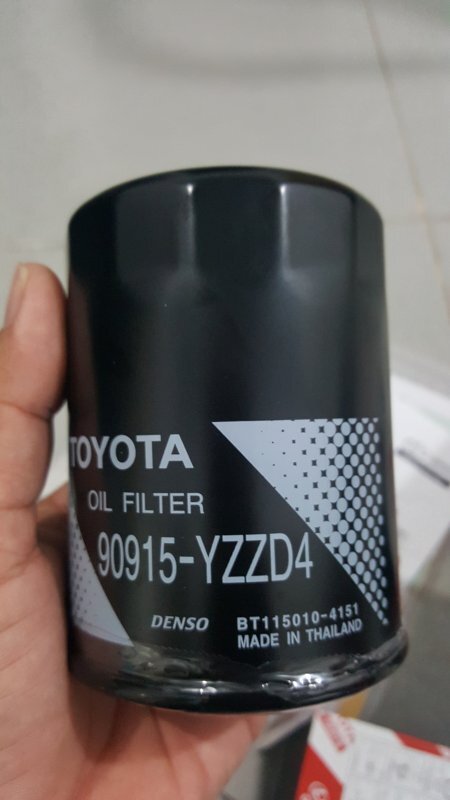 TOYOTA
OIL FILTER
90915-YZZD4
DENSO
BT115010-4151
MADE IN THAILAND